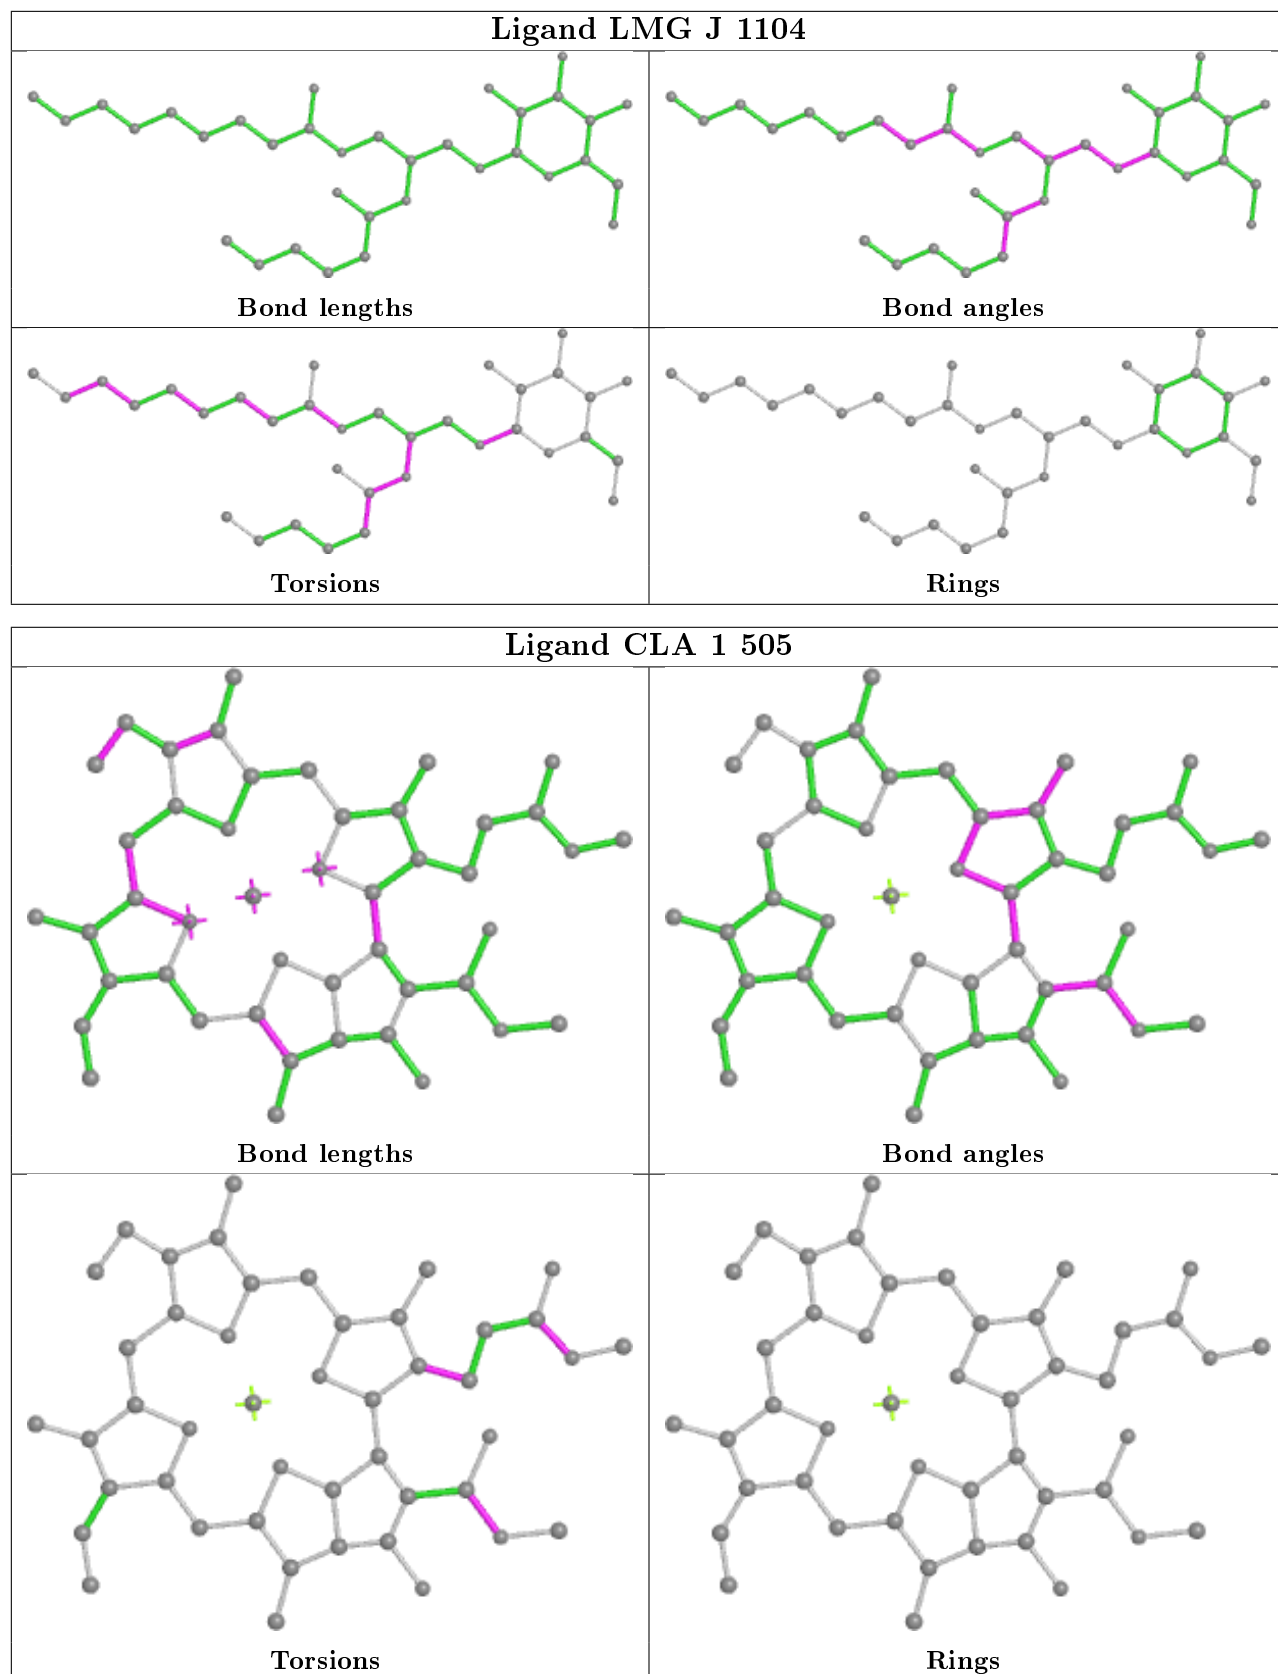 Ligand LMG J 1104
Bond lengths
Bond angles
Torsions
Rings
Ligand CLA 1 505
Bond lengths
Bond angles
Torsions
Rings